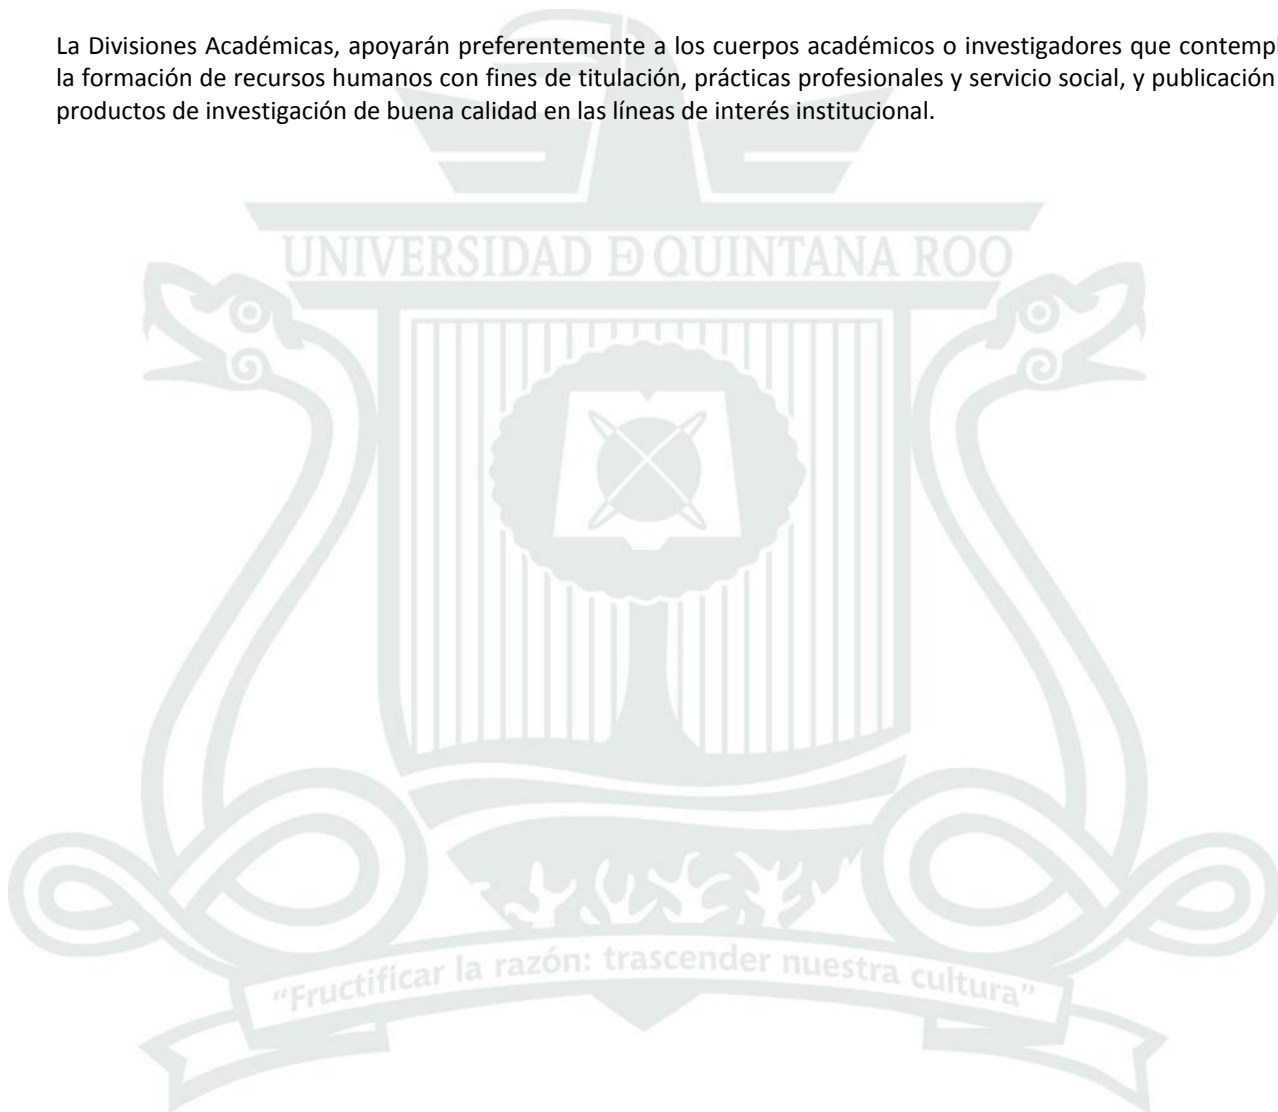 La Divisiones Académicas, apoyarán preferentemente a los cuerpos académicos o investigadores que contempl
la formación de recursos humanos con fines de titulación, prácticas profesionales y servicio social, y publicación
productos de investigación de buena calidad en las líneas de interés institucional.
UNIVERSIDAD Đ QUINTANA ROO
“Fructificar la razón: trascender nuestra cultura”